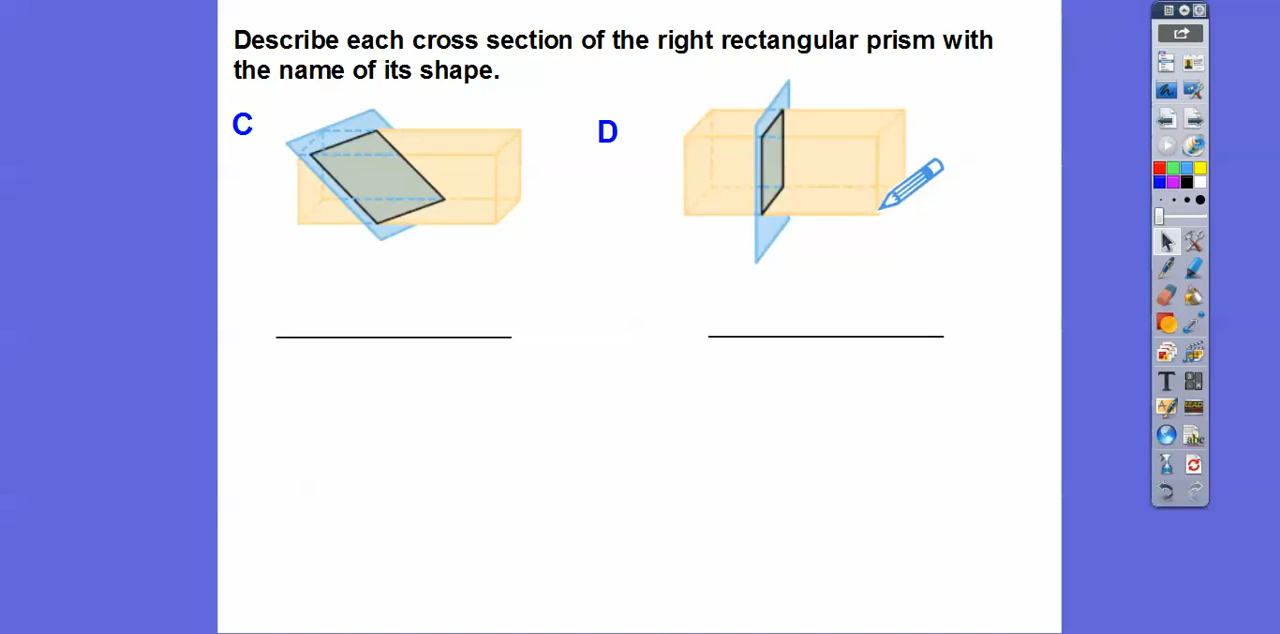 Describe each cross section of the right rectangular prism with
the name of its shape.
C
D